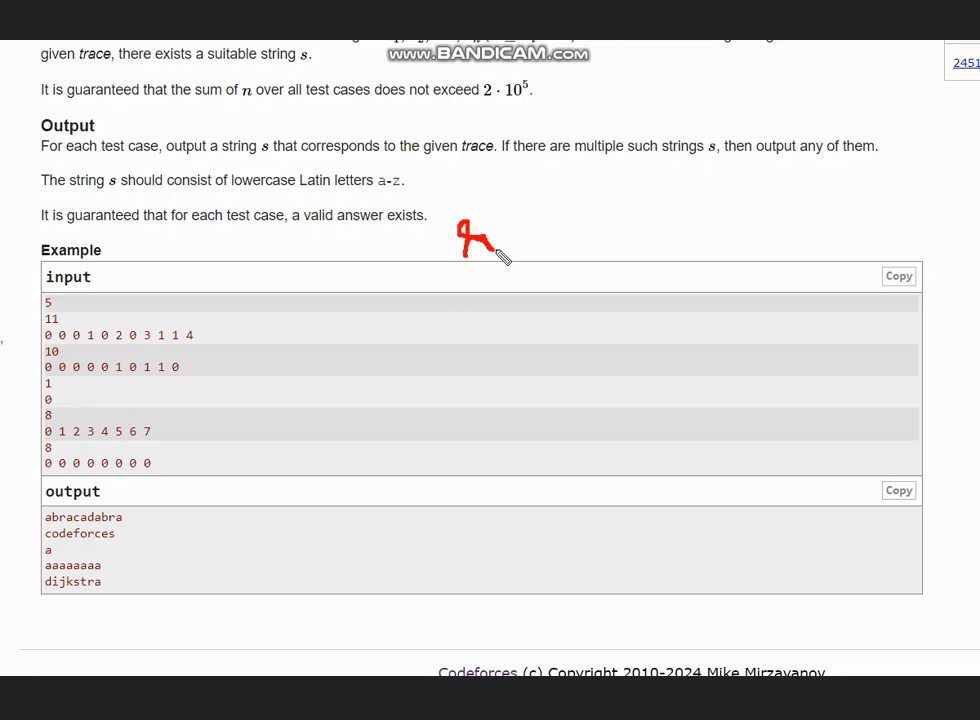 given trace, there exists a suitable string s.
www.BANDICAM.com
2451
It is guaranteed that the sum of n over all test cases does not exceed 2 · 10^5.
Output
For each test case, output a string s that corresponds to the given trace. If there are multiple such strings s, then output any of them.
The string s should consist of lowercase Latin letters a-z.
It is guaranteed that for each test case, a valid answer exists.
Example
input
Copy
5
11
0 0 0 1 0 2 0 3 1 1 4
10
0 0 0 0 0 1 0 1 1 0
1
0
8
0 1 2 3 4 5 6 7
8
0 0 0 0 0 0 0 0
output
Copy
abracadabra
codeforces
a
aaaaaaaa
dijkstra
Codeforces (c) Copyright 2010-2024 Mike Mirzayanov